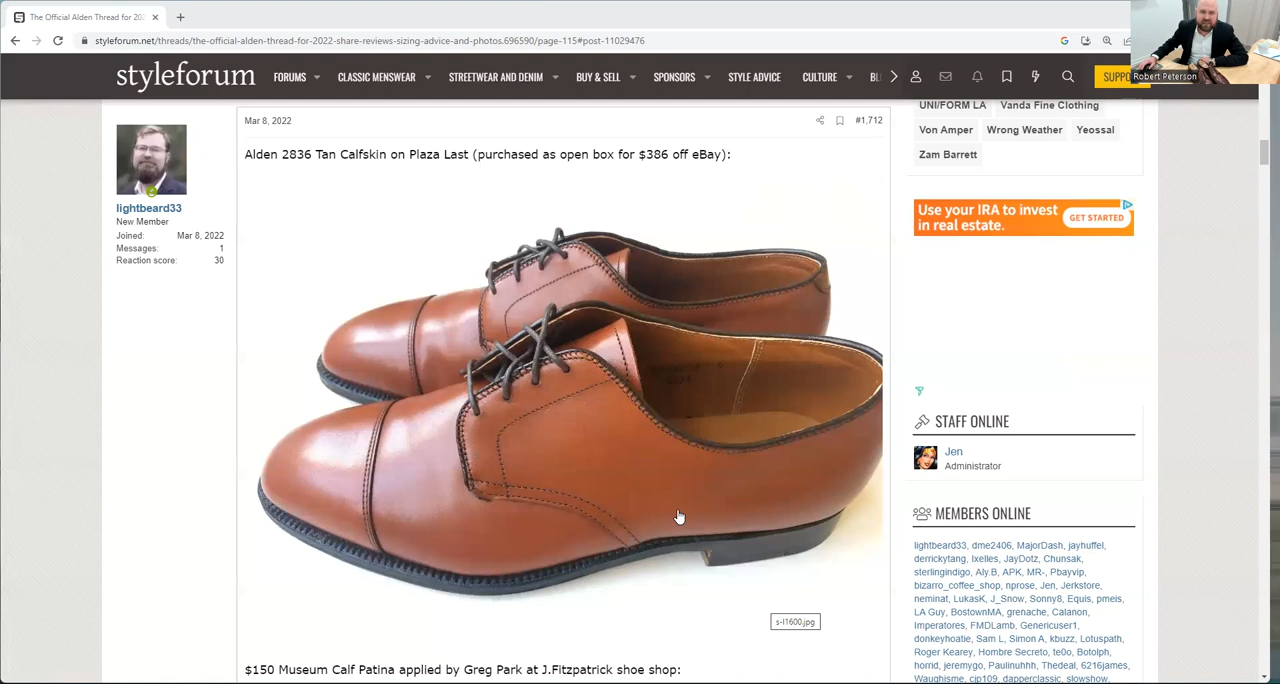 The Official Alden Thread for 202
styleforum.net/threads/the-official-alden-thread-for-2022-share-reviews-sizing-advice-and-photos.696590/page-115#post-11029476
Robert Peterson
styleforum
FORUMS
CLASSIC MENSWEAR
STREETWEAR AND DENIM
BUY & SELL
SPONSORS
STYLE ADVICE
CULTURE
BL
SUPPO
lightbeard33
New Member
Joined: Mar 8, 2022
Messages: 1
Reaction score: 30
Mar 8, 2022
#1,712
Alden 2836 Tan Calfskin on Plaza Last (purchased as open box for $386 off eBay):
s-l1600.jpg
$150 Museum Calf Patina applied by Greg Park at J.Fitzpatrick shoe shop:
UNI/FORM LA Vanda Fine Clothing
Von Amper Wrong Weather Yeossal
Zam Barrett
Use your IRA to invest
in real estate.
GET STARTED
STAFF ONLINE
Jen
Administrator
MEMBERS ONLINE
lightbeard33, dme2406, MajorDash, jayhuffel,
derrickytang, Ixelles, JayDotz, Chunsak,
sterlingindigo, Aly.B, APK, MR-, Pbayvip,
bizarro_coffee_shop, nprose, Jen, Jerkstore,
neminat, LukasK, J_Snow, Sonny8, Equis, pmeis,
LA Guy, BostownMA, grenache, Calanon,
Imperatores, FMDLamb, Genericuser1,
donkeyhoatie, Sam L, Simon A, kbuzz, Lotuspath,
Roger Kearey, Hombre Secreto, te0o, Botolph,
horrid, jeremygo, Paulinuhhh, Thedeal, 6216james,
Waughisme, cjp109, dapperclassic, slowshow,